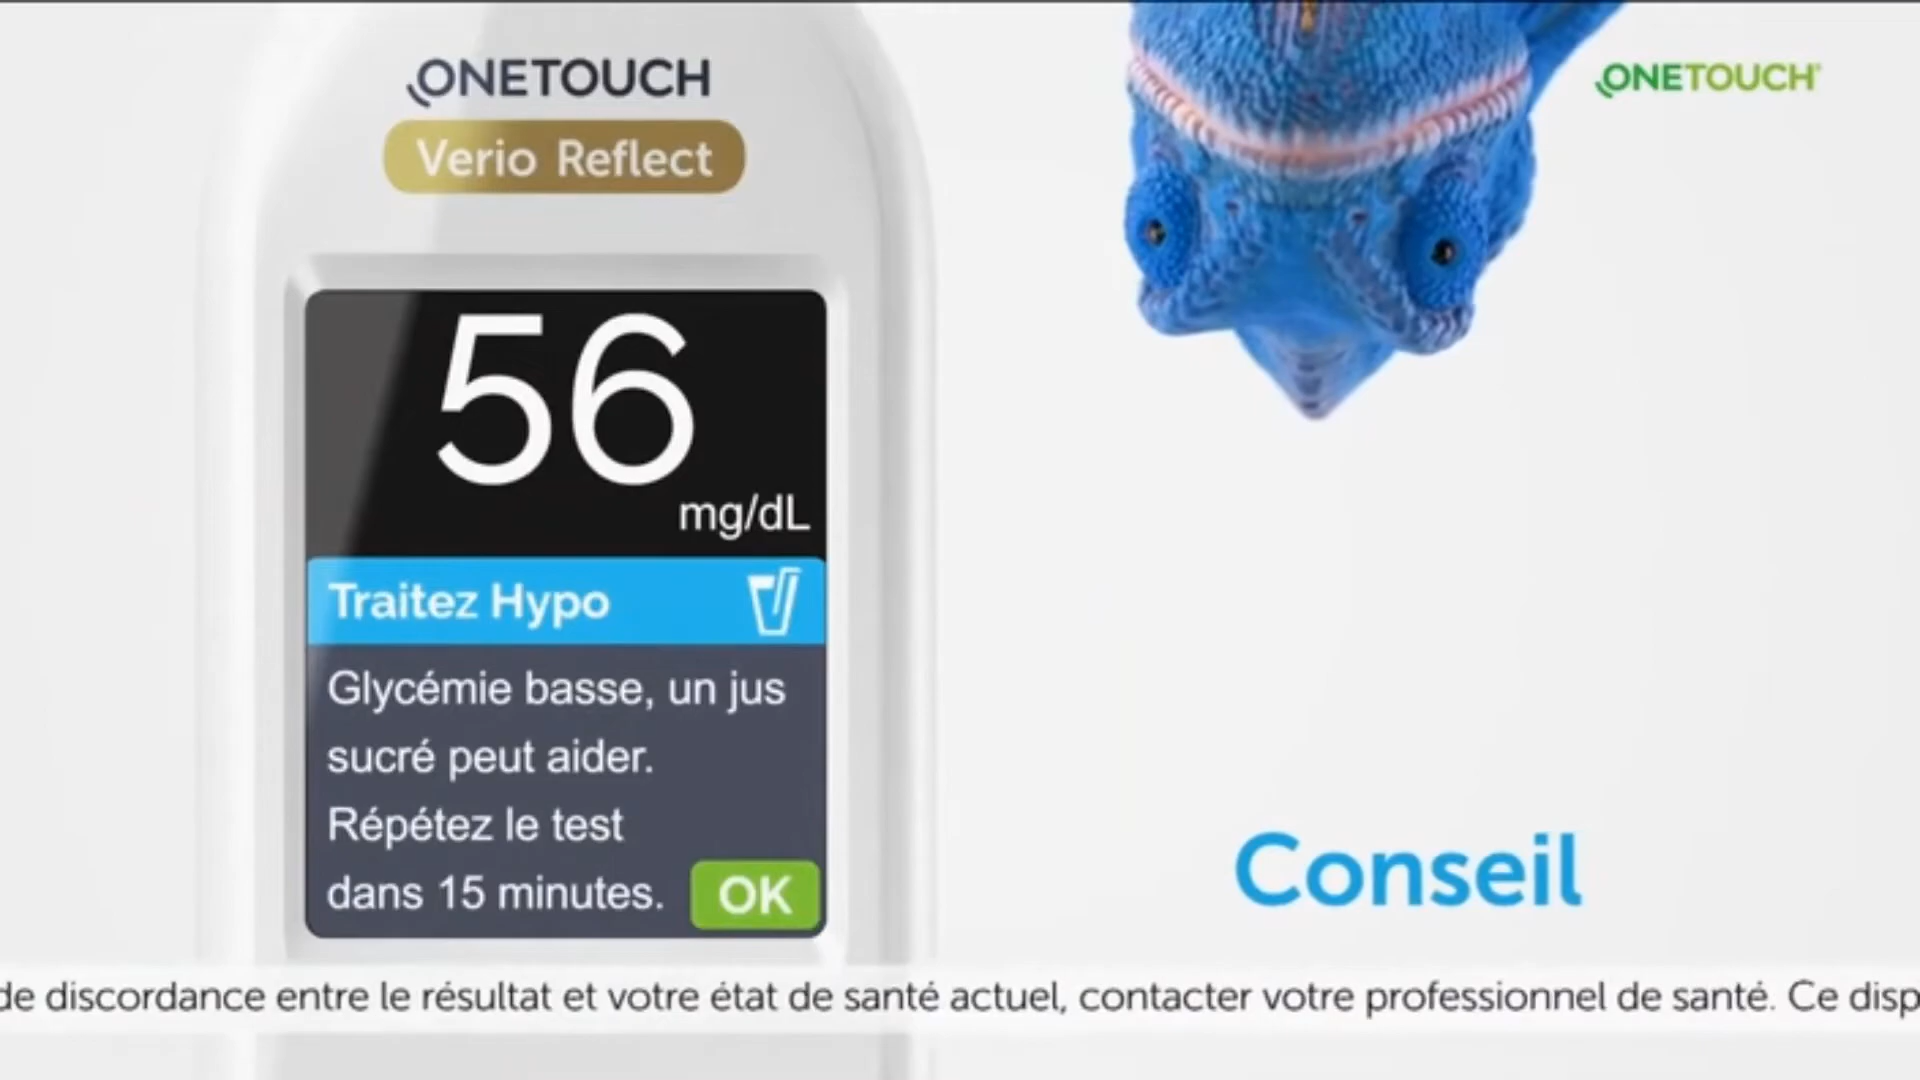 ONETOUCH
Verio Reflect
ONETOUCH
56
mg/dL
Traitez Hypo
Glycémie basse, un jus
sucré peut aider.
Répétez le test
dans 15 minutes.
OK
Conseil
de discordance entre le résultat et votre état de santé actuel, contacter votre professionnel de santé. Ce disp